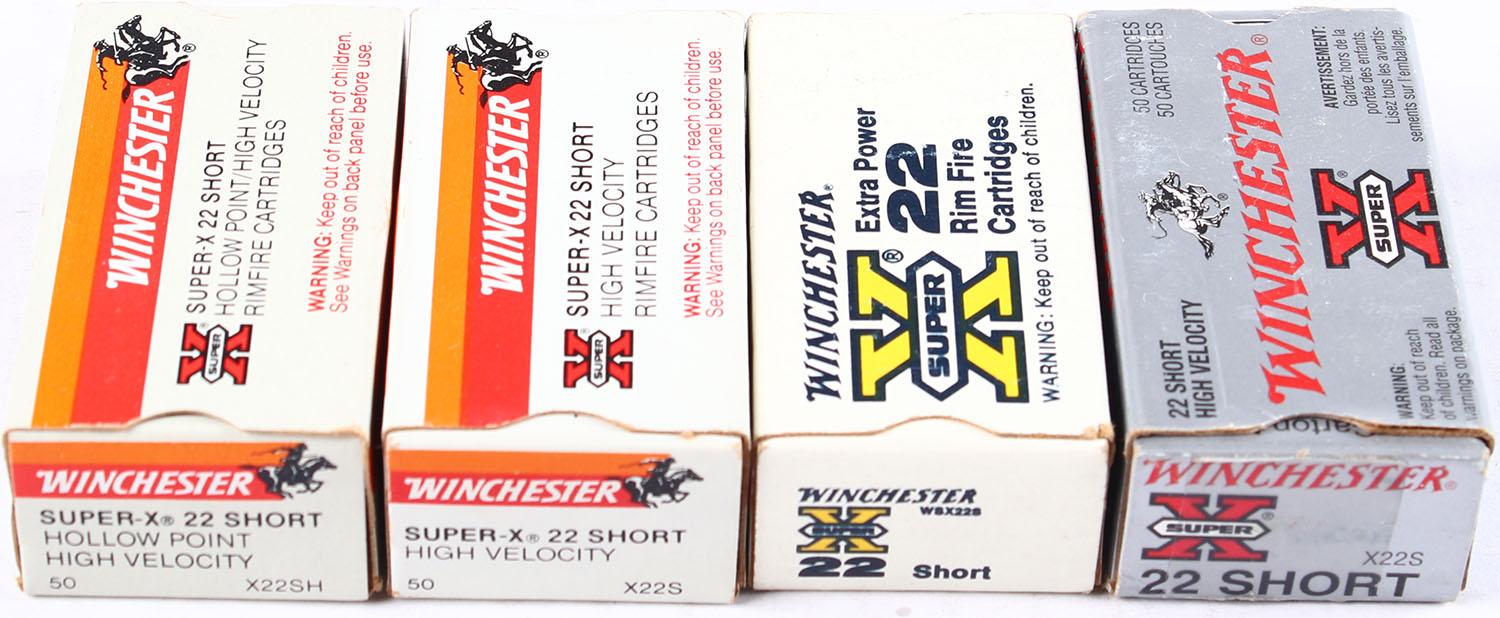 WINCHESTER®
SUPER-X 22 SHORT
HOLLOW POINT/HIGH VELOCITY
RIMFIRE CARTRIDGES
X SUPER ®
WARNING: Keep out of reach of children.
See Warnings on back panel before use.
WINCHESTER
SUPER-X® 22 SHORT
HOLLOW POINT
HIGH VELOCITY
50 X22SH
WINCHESTER®
SUPER-X 22 SHORT
HIGH VELOCITY
RIMFIRE CARTRIDGES
X SUPER ®
WARNING: Keep out of reach of children.
See Warnings on back panel before use.
WINCHESTER
SUPER-X® 22 SHORT
HIGH VELOCITY
50 X22S
WINCHESTER®
X SUPER ®
Extra Power
22
Rim Fire
Cartridges
WARNING: Keep out of reach of children.
WINCHESTER
WSX22S
X SUPER
22 Short
50 CARTRIDGES
50 CARTOUCHES
22 SHORT
HIGH VELOCITY
WINCHESTER®
X SUPER ®
AVERTISSEMENT:
Gardez hors de la
portée des enfants.
Lisez tous les avertis-
sements sur l'emballage.
WARNING:
Keep out of reach
of children. Read all
warnings on package.
Carton
WINCHESTER®
X SUPER
X22S
22 SHORT